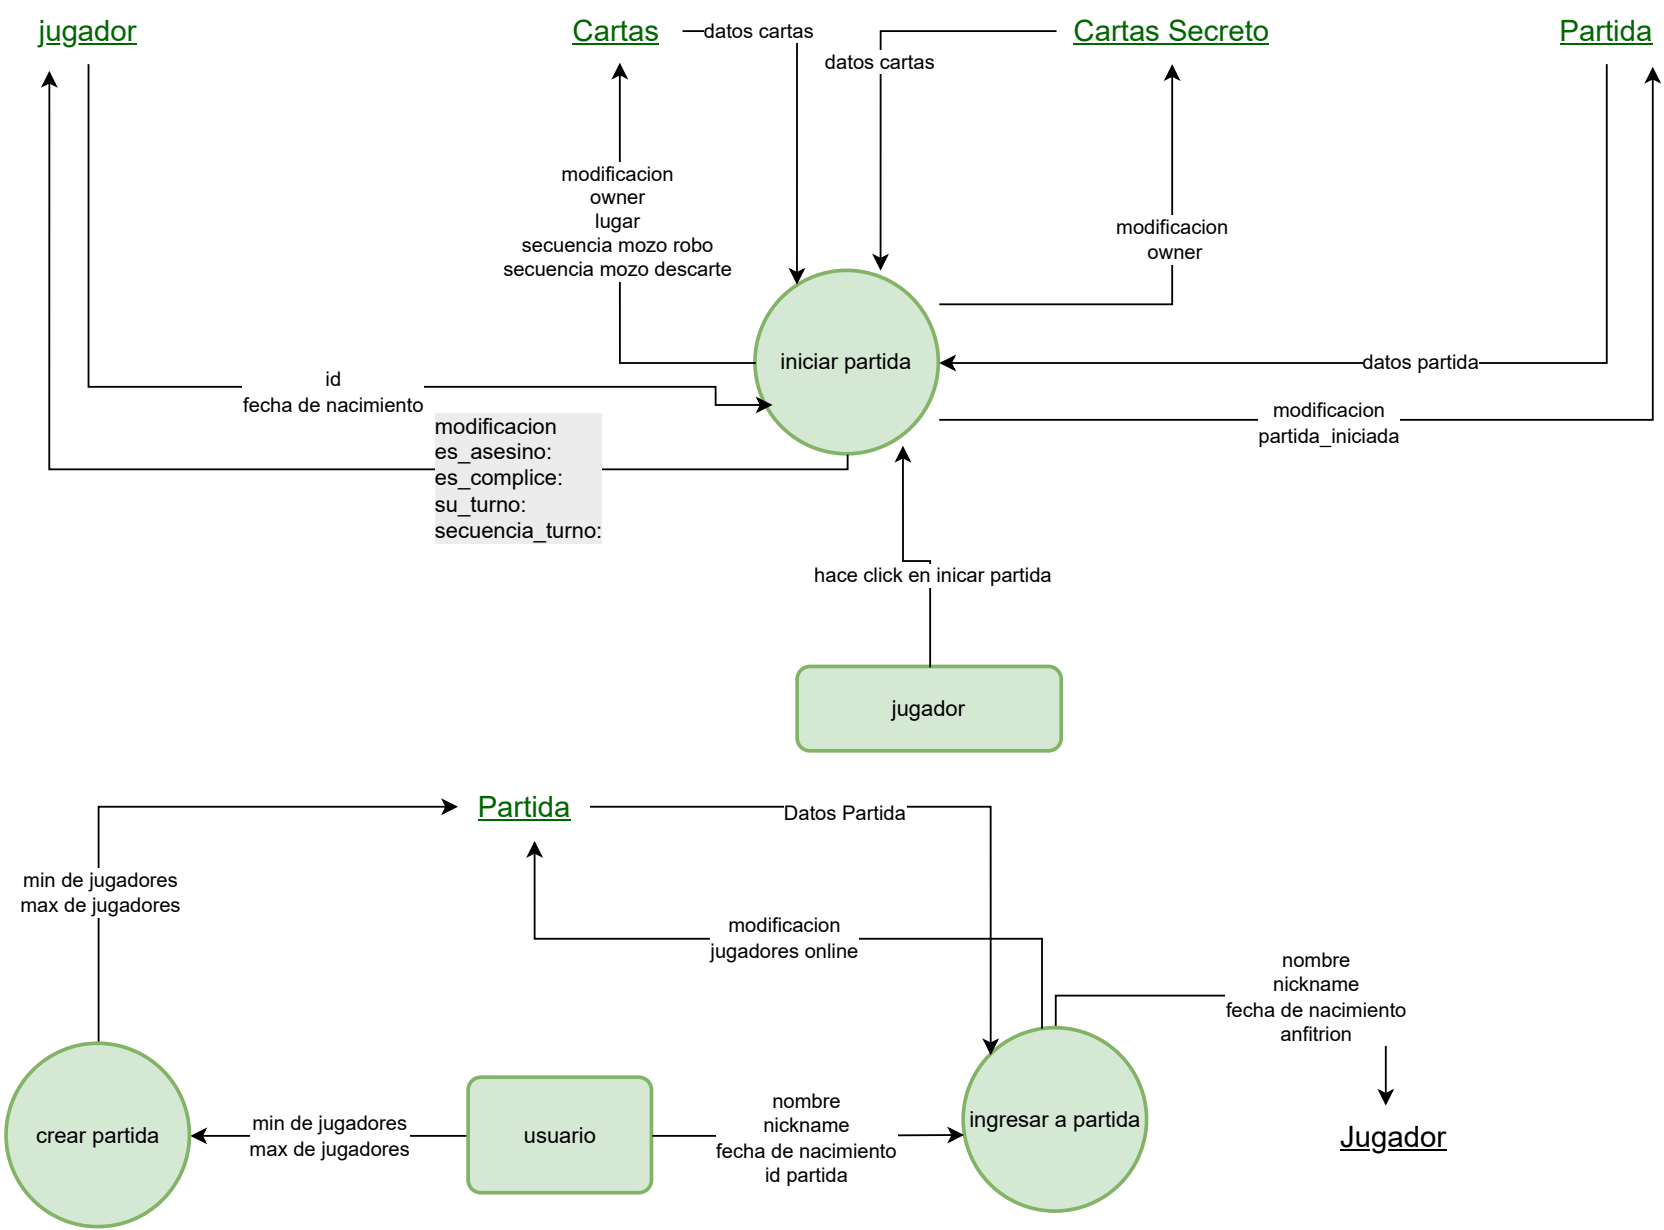 jugador
Cartas
datos cartas
Cartas Secreto
datos cartas
Partida
modificacion
owner
lugar
secuencia mozo robo
secuencia mozo descarte
modificacion
owner
iniciar partida
datos partida
id
fecha de nacimiento
modificacion
partida_iniciada
modificacion
es_asesino:
es_complice:
su_turno:
secuencia_turno:
hace click en inicar partida
jugador
Partida
Datos Partida
min de jugadores
max de jugadores
modificacion
jugadores online
nombre
nickname
fecha de nacimiento
anfitrion
crear partida
min de jugadores
max de jugadores
usuario
nombre
nickname
fecha de nacimiento
id partida
ingresar a partida
Jugador